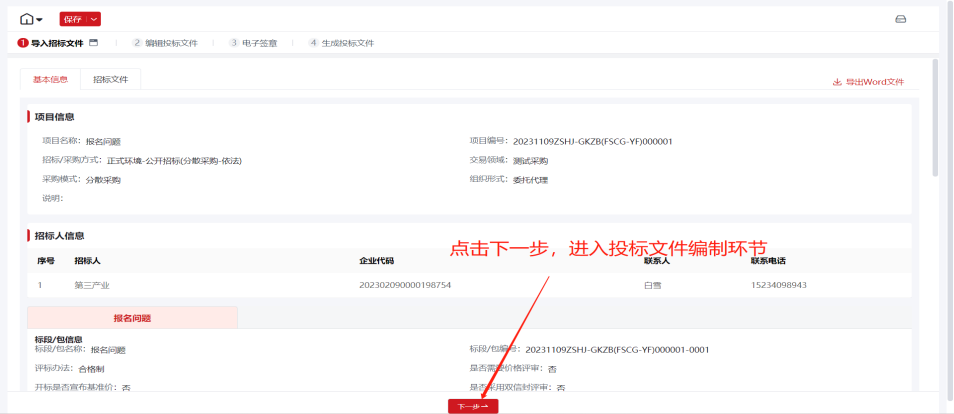 保存
1 导入招标文件 2 编辑投标文件 3 电子签章 4 生成投标文件
基本信息 招标文件 导出Word文件
项目信息
项目名称: 报名问题 项目编号: 20231109ZSHJ-GKZB(FSCG-YF)000001
招标/采购方式: 正式环境-公开招标(分散采购-依法) 交易领域: 测试采购
采购模式: 分散采购 组织形式: 委托代理
说明:
招标人信息
点击下一步，进入投标文件编制环节
序号 招标人 企业代码 联系人 联系电话
1 第三产业 202302090000198754 白雪 15234098943
报名问题
标段/包信息
标段/包名称: 报名问题 标段/包编号: 20231109ZSHJ-GKZB(FSCG-YF)000001-0001
评标办法: 合格制 是否需要价格评审: 否
开标是否宣布基准价: 否 是否采用双信封评审: 否
下一步